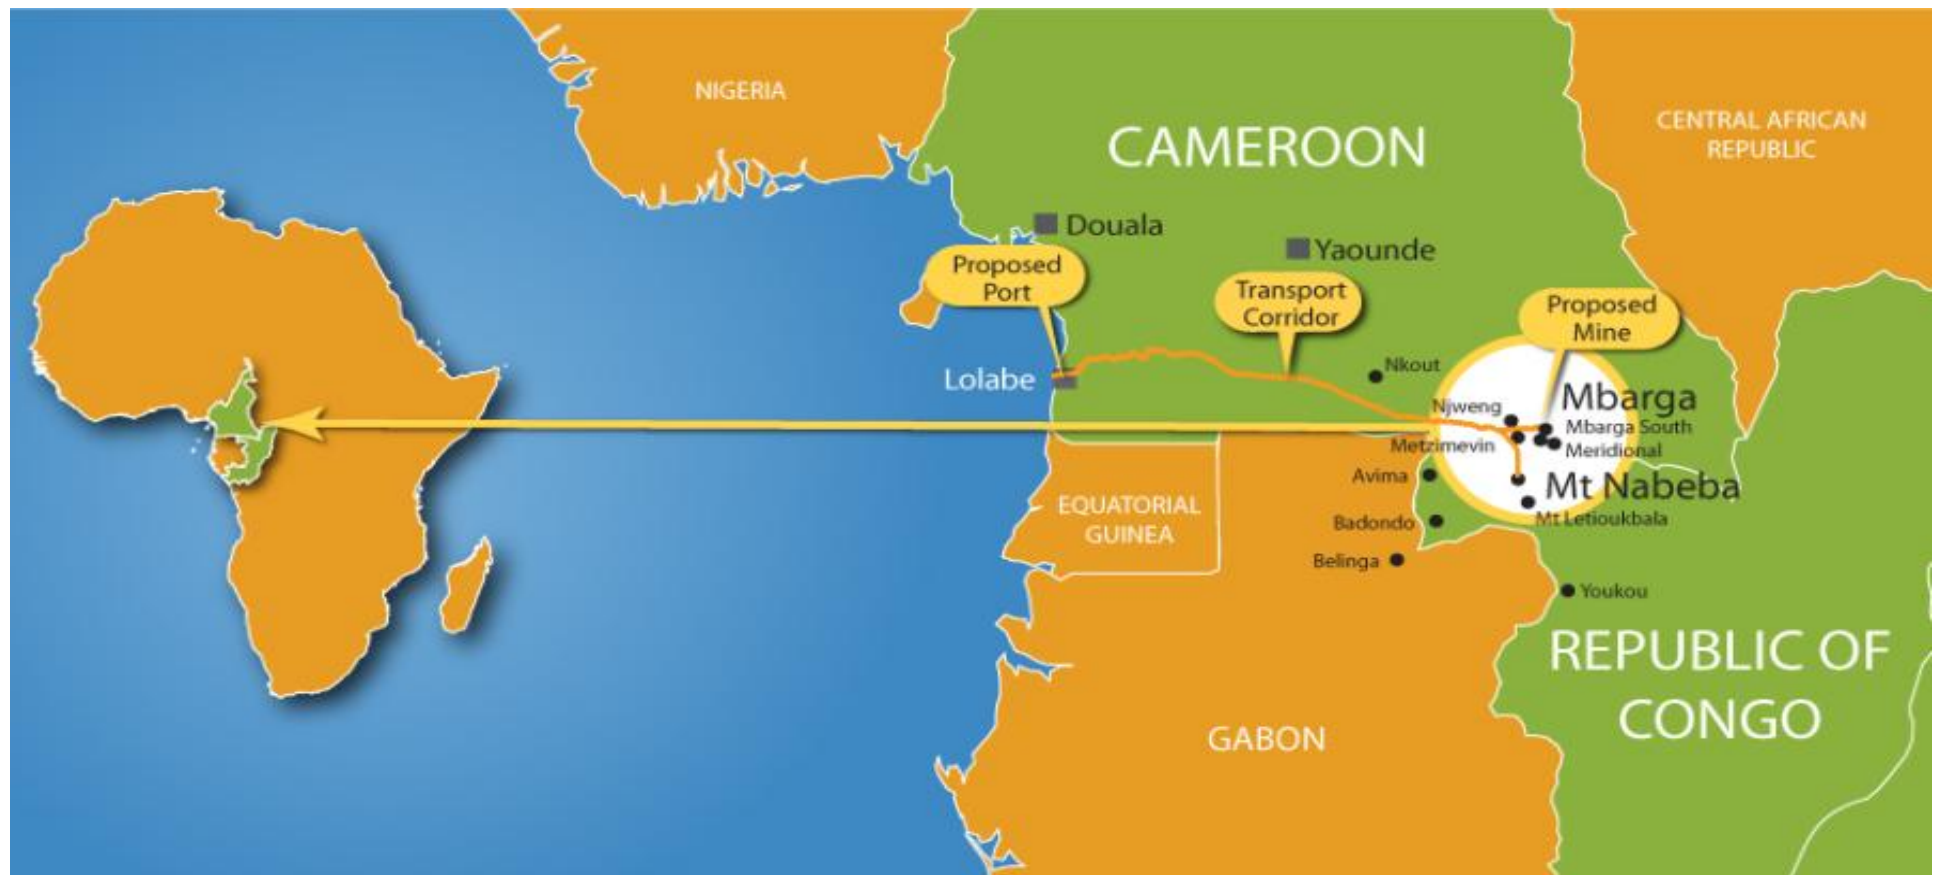 NIGERIA
CAMEROON
CENTRAL AFRICAN
REPUBLIC
Douala
Yaounde
Proposed
Port
Transport
Corridor
Proposed
Mine
Lolabe
Nkout
Njweng
Mbarga
Mbarga South
Metzimevin
Meridional
Avima
Mt Nabeba
EQUATORIAL
GUINEA
Badondo
Mt Letioukbala
Belinga
Youkou
REPUBLIC OF
CONGO
GABON